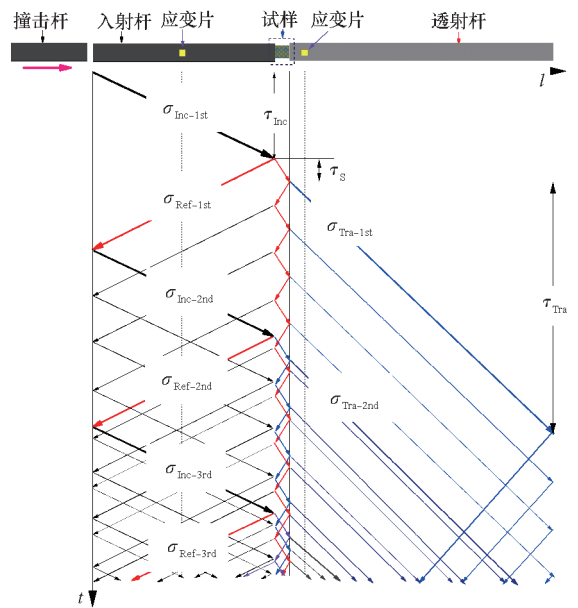 撞击杆 入射杆 应变片 试样 应变片 透射杆
l
σInc-1st
τInc
τS
σRef-1st
σTra-1st
σInc-2nd
τTra
σRef-2nd
σTra-2nd
σInc-3rd
σRef-3rd
t